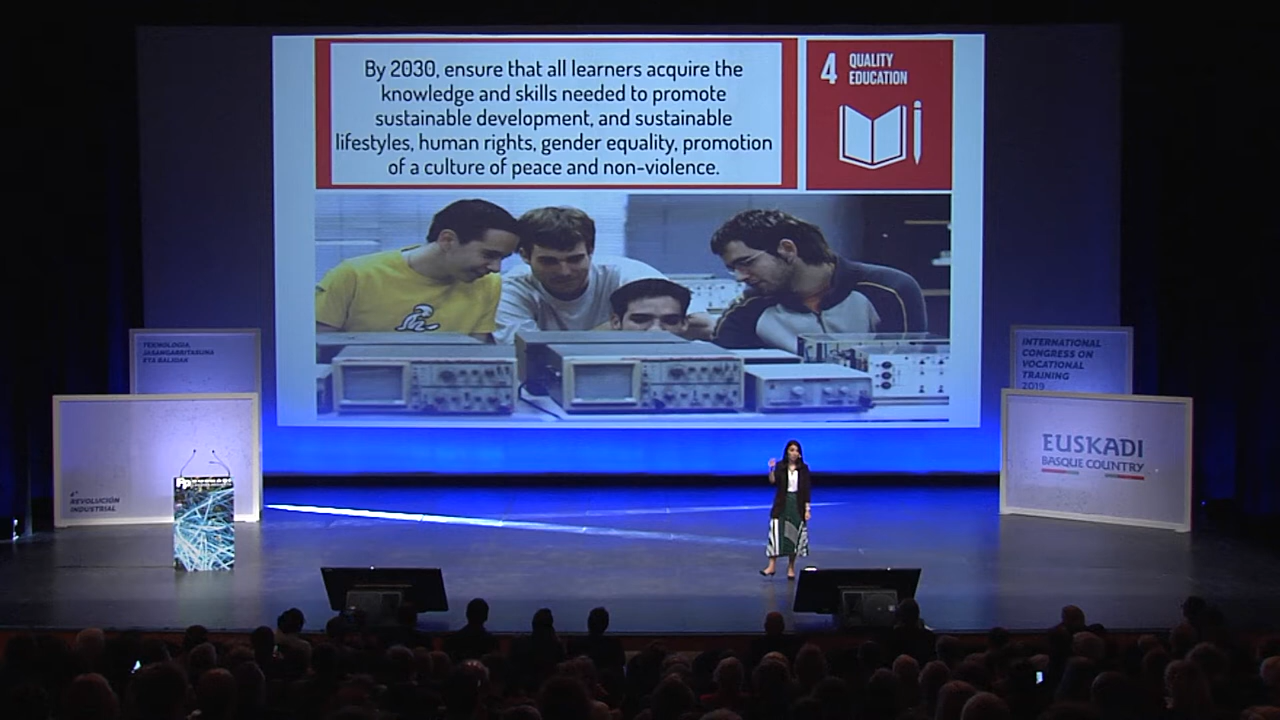 By 2030, ensure that all learners acquire the
knowledge and skills needed to promote
sustainable development, and sustainable
lifestyles, human rights, gender equality, promotion
of a culture of peace and non-violence.
4 QUALITY
EDUCATION
TEKNOLOGIA,
JASANGARRITASUNA
ETA BALIOAK
4ª
REVOLUCIÓN
INDUSTRIAL
INTERNATIONAL
CONGRESS ON
VOCATIONAL
TRAINING
2019
EUSKADI
BASQUE COUNTRY